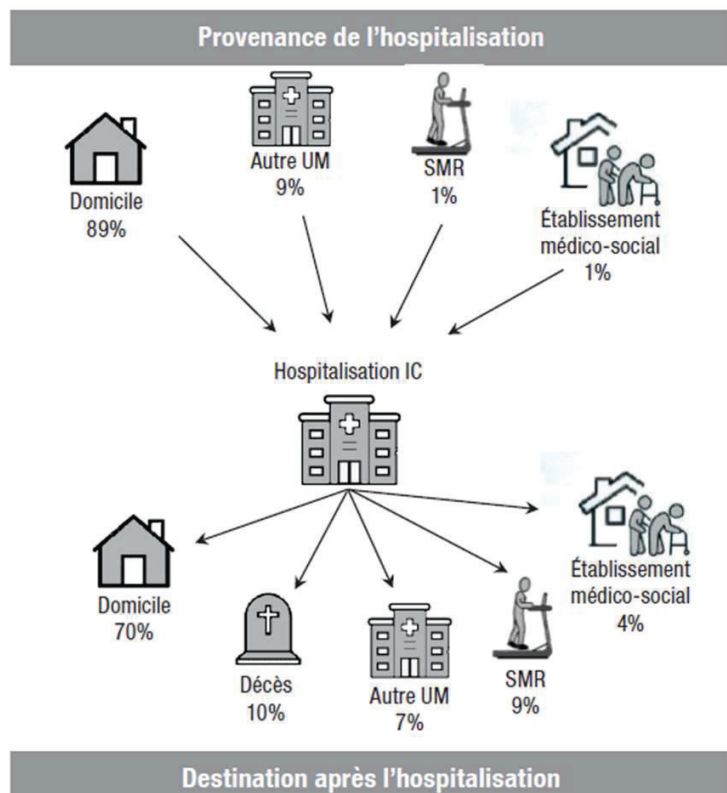 Provenance de l'hospitalisation
Domicile
89%
Autre UM
9%
SMR
1%
Établissement
médico-social
1%
Hospitalisation IC
Domicile
70%
Décès
10%
Autre UM
7%
SMR
9%
Établissement
médico-social
4%
Destination après l'hospitalisation